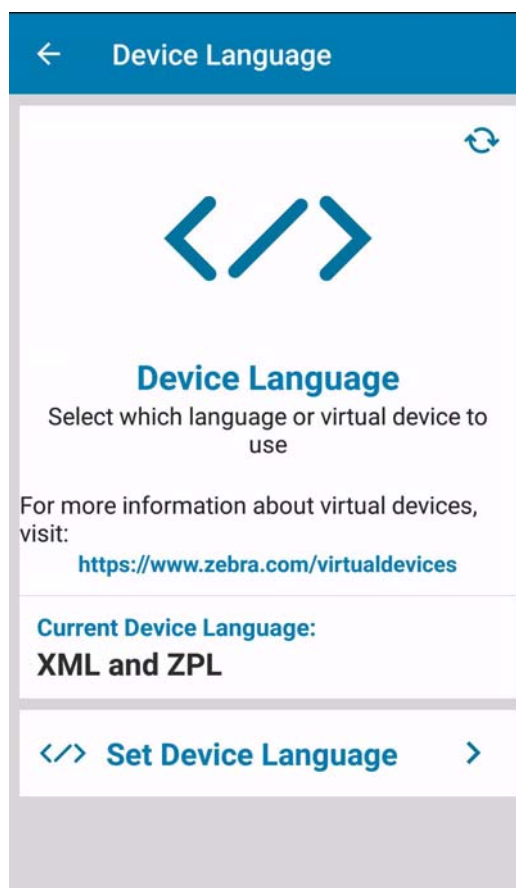 Device Language
Device Language
Select which language or virtual device to
use
For more information about virtual devices,
visit:
https://www.zebra.com/virtualdevices
Current Device Language:
XML and ZPL
Set Device Language